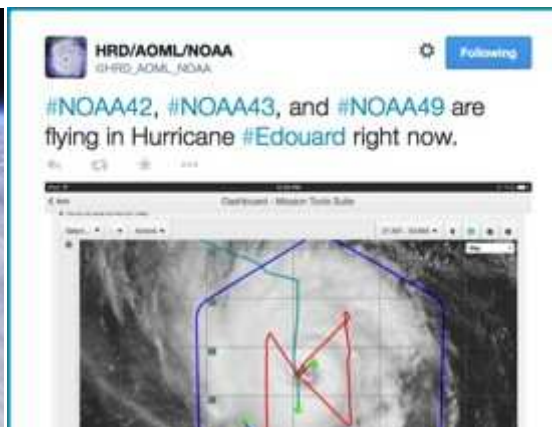 HRD/AOML/NOAA
@HRD_AOML_NOAA
Following
#NOAA42, #NOAA43, and #NOAA49 are
flying in Hurricane #Edouard right now.
Dashboard - Mission Tools Suite